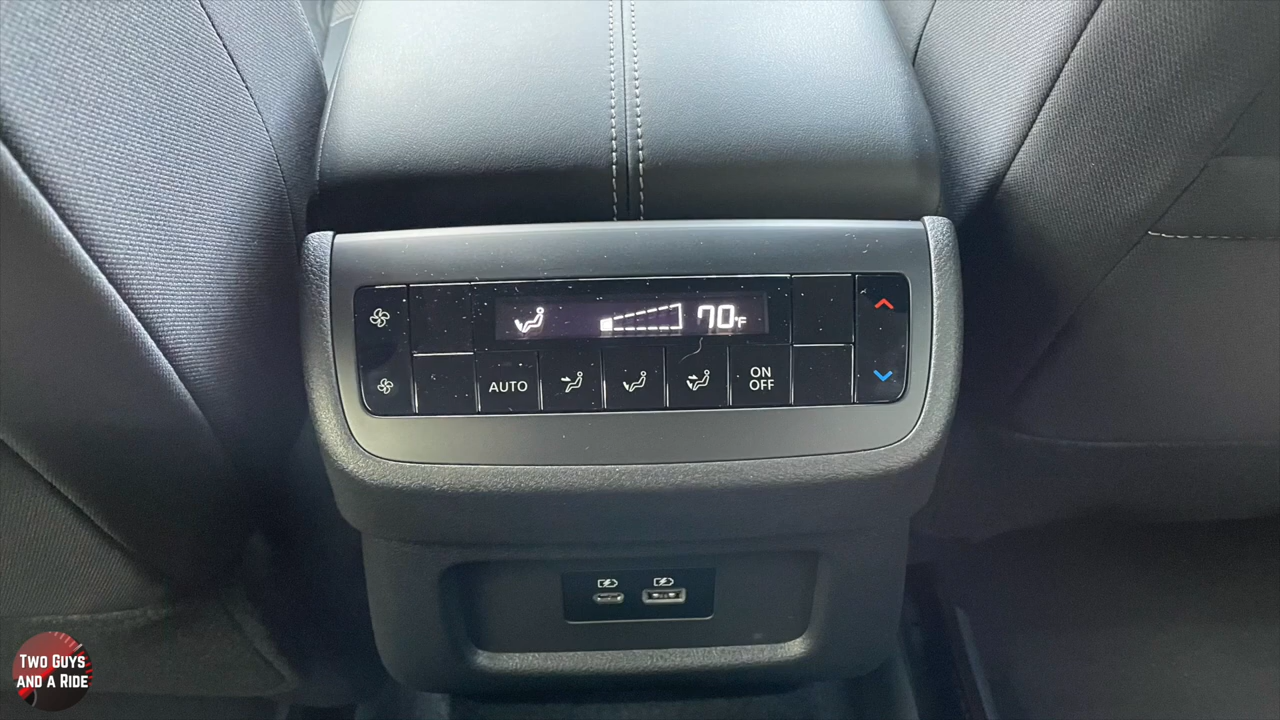 70°F
AUTO
ON
OFF
TWO GUYS
AND A RIDE